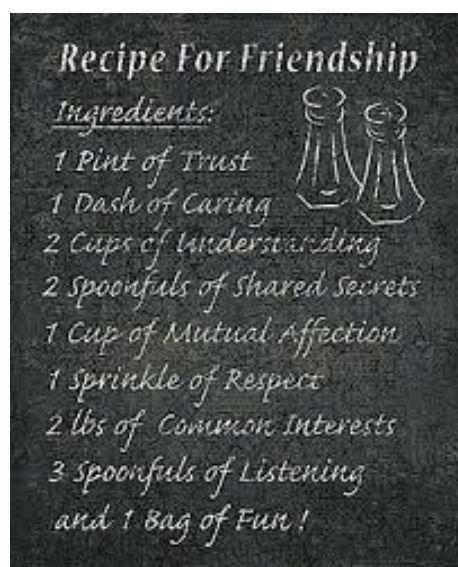 Recipe For Friendship
Ingredients:
1 Pint of Trust
1 Dash of Caring
2 Cups of Understanding
2 Spoonfuls of Shared Secrets
1 Cup of Mutual Affection
1 Sprinkle of Respect
2 lbs of Common Interests
3 Spoonfuls of Listening
and 1 Bag of Fun !